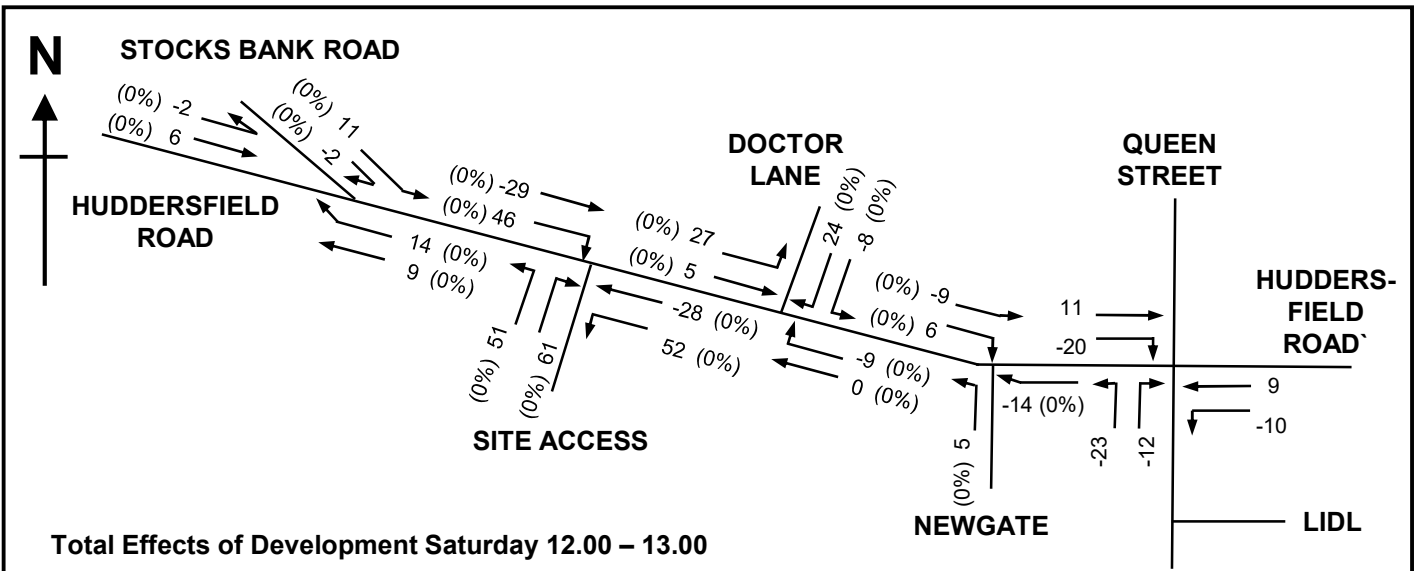 N
STOCKS BANK ROAD
(0%) -2
(0%) 6
(0%) 11
(0%) -2
HUDDERSFIELD
ROAD
(0%) -29
(0%) 46
14 (0%)
9 (0%)
(0%) 51
(0%) 61
SITE ACCESS
-28 (0%)
52 (0%)
DOCTOR
LANE
(0%) 27
(0%) 5
24 (0%)
-8 (0%)
(0%) -9
(0%) 6
-9 (0%)
0 (0%)
(0%) 5
NEWGATE
-14 (0%)
QUEEN
STREET
11
-20
-23
-12
HUDDERS-
FIELD
ROAD`
9
-10
LIDL
Total Effects of Development Saturday 12.00 – 13.00